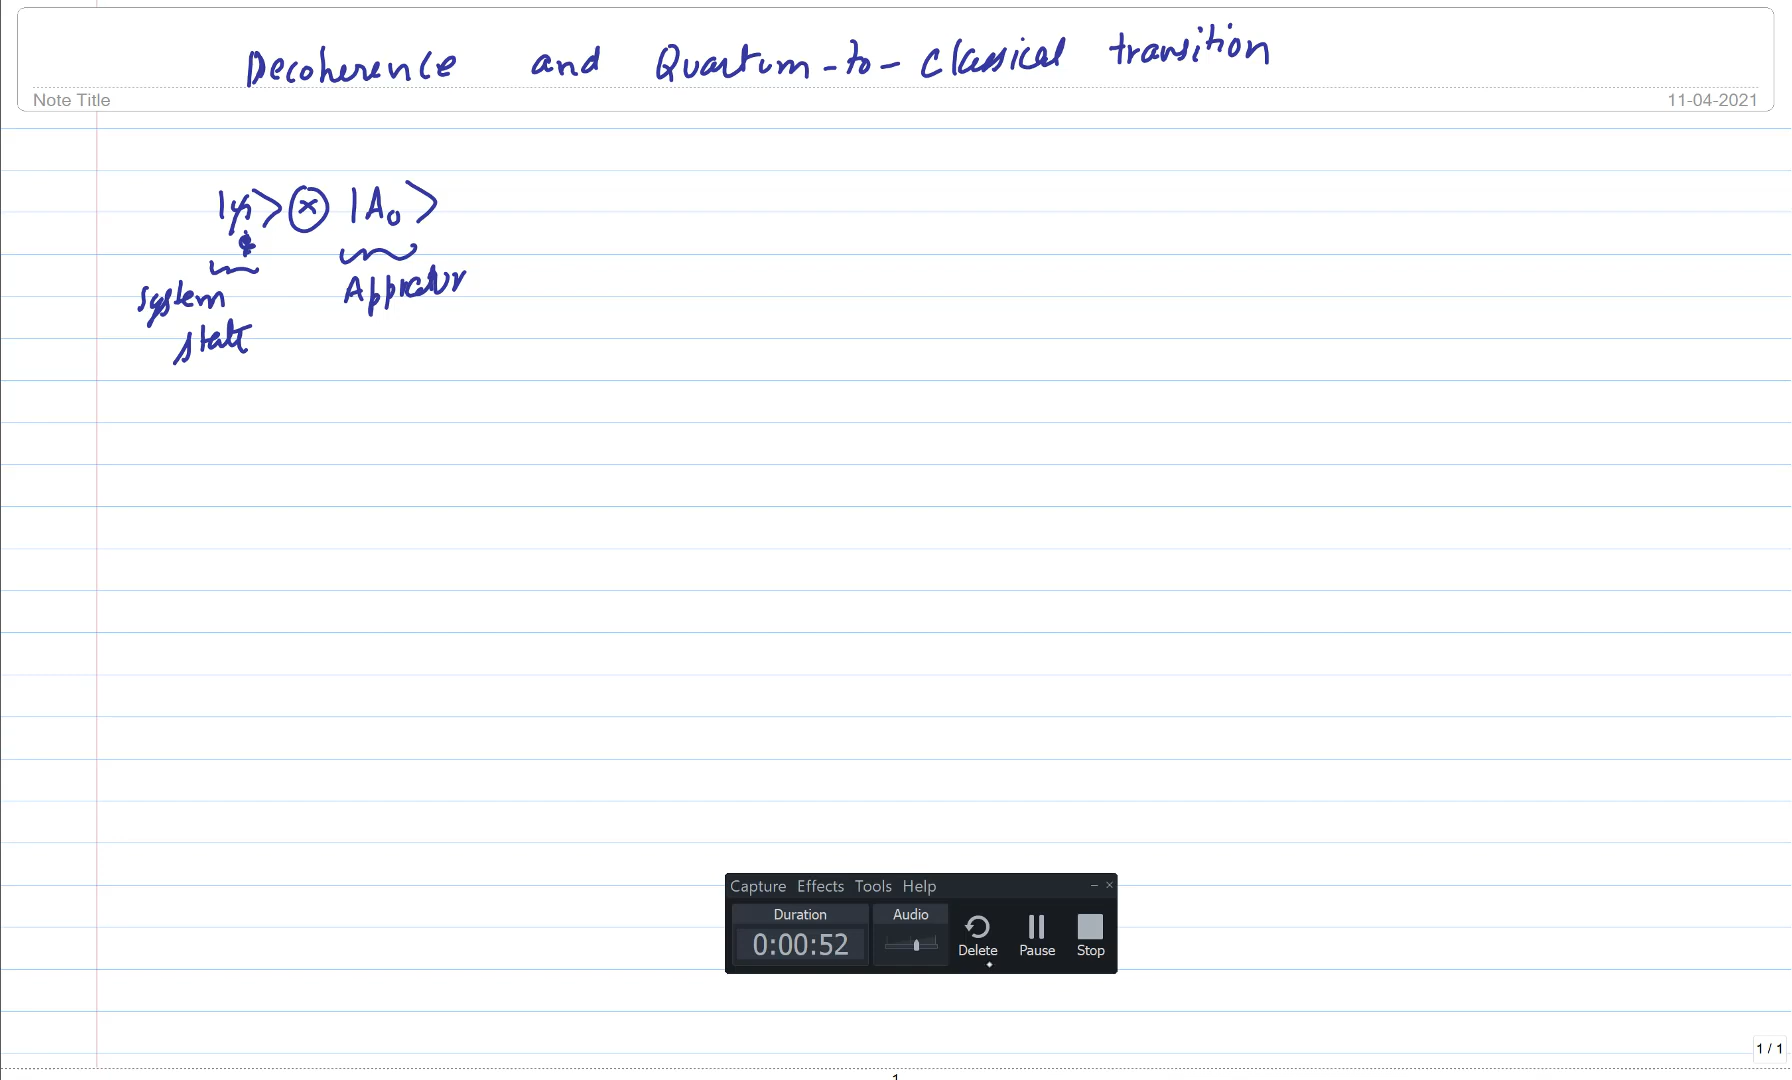 Decoherence and Quantum-to-classical transition
Note Title
11-04-2021
|ψ> ⊗ |A₀>
system
state
Capture Effects Tools Help
Duration
Audio
0:00:52
Delete
Pause
Stop
1 / 1
1